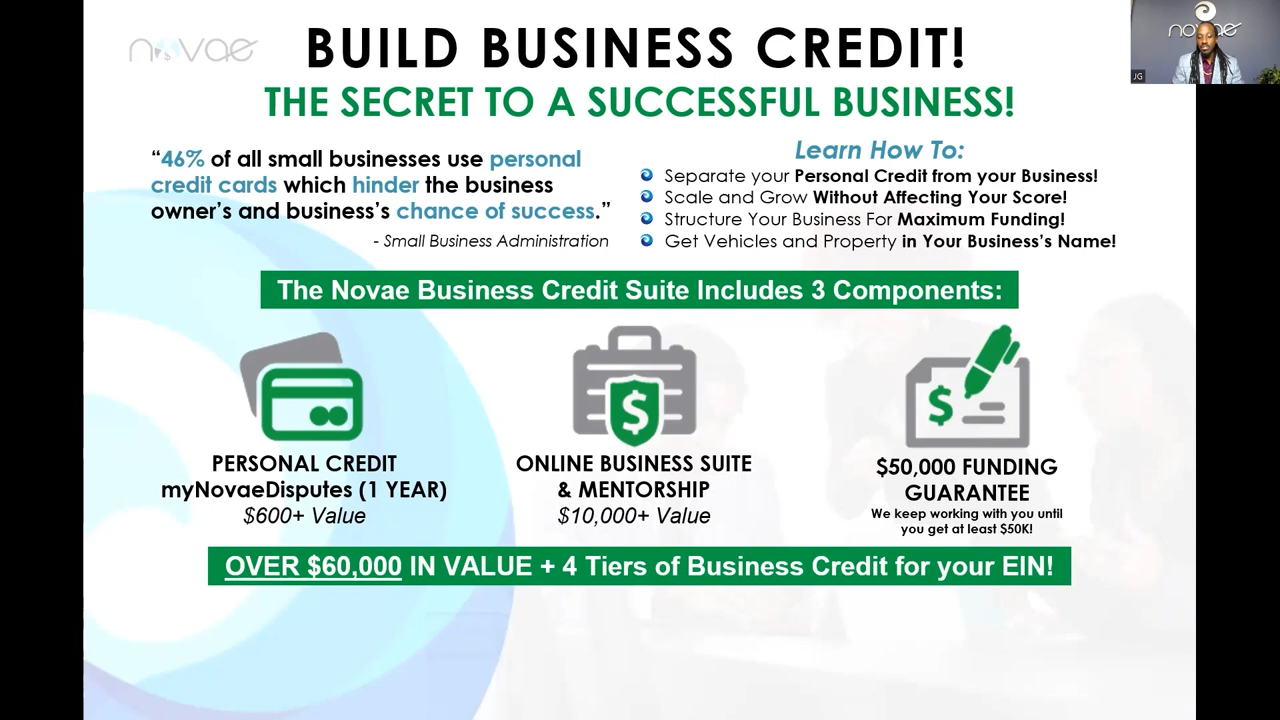 novae
BUILD BUSINESS CREDIT!
THE SECRET TO A SUCCESSFUL BUSINESS!
“46% of all small businesses use personal
credit cards which hinder the business
owner’s and business’s chance of success.”
- Small Business Administration
Learn How To:
Separate your Personal Credit from your Business!
Scale and Grow Without Affecting Your Score!
Structure Your Business For Maximum Funding!
Get Vehicles and Property in Your Business’s Name!
The Novae Business Credit Suite Includes 3 Components:
$
$
PERSONAL CREDIT
myNovaeDisputes (1 YEAR)
$600+ Value
ONLINE BUSINESS SUITE
& MENTORSHIP
$10,000+ Value
$50,000 FUNDING
GUARANTEE
We keep working with you until
you get at least $50K!
OVER $60,000 IN VALUE + 4 Tiers of Business Credit for your EIN!
novae
JG